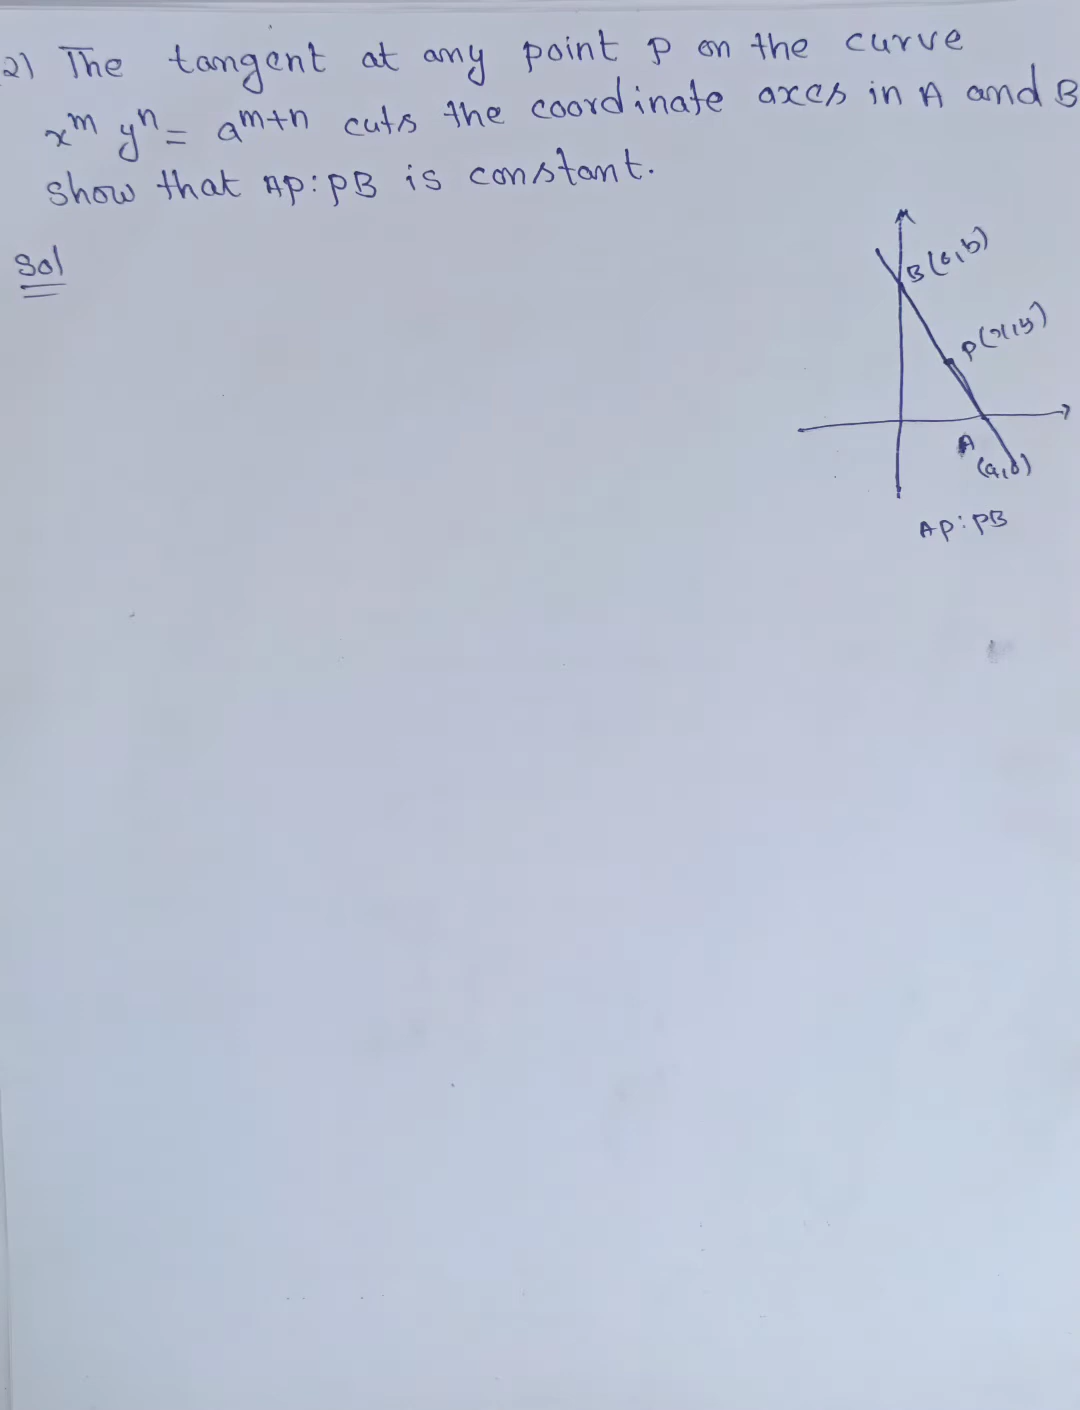 2) The tangent at any point P on the curve
x^m y^n = a^m+n cuts the coordinate axes in A and B
show that AP:PB is constant.
Sol
B(0,b)
P(x,y)
A
(a,0)
AP:PB